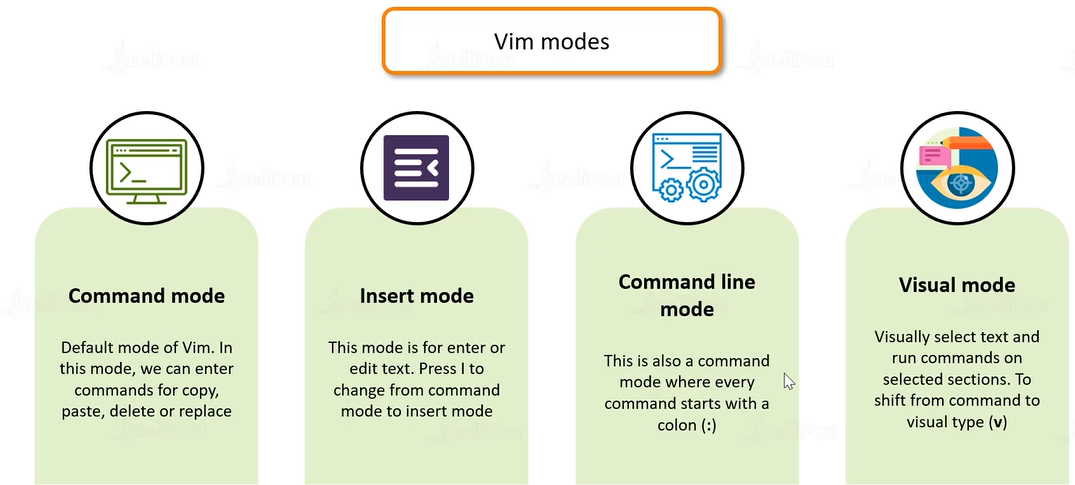 Vim modes
Command mode
Default mode of Vim. In
this mode, we can enter
commands for copy,
paste, delete or replace
Insert mode
This mode is for enter or
edit text. Press I to
change from command
mode to insert mode
Command line
mode
This is also a command
mode where every
command starts with a
colon (:)
Visual mode
Visually select text and
run commands on
selected sections. To
shift from command to
visual type (v)